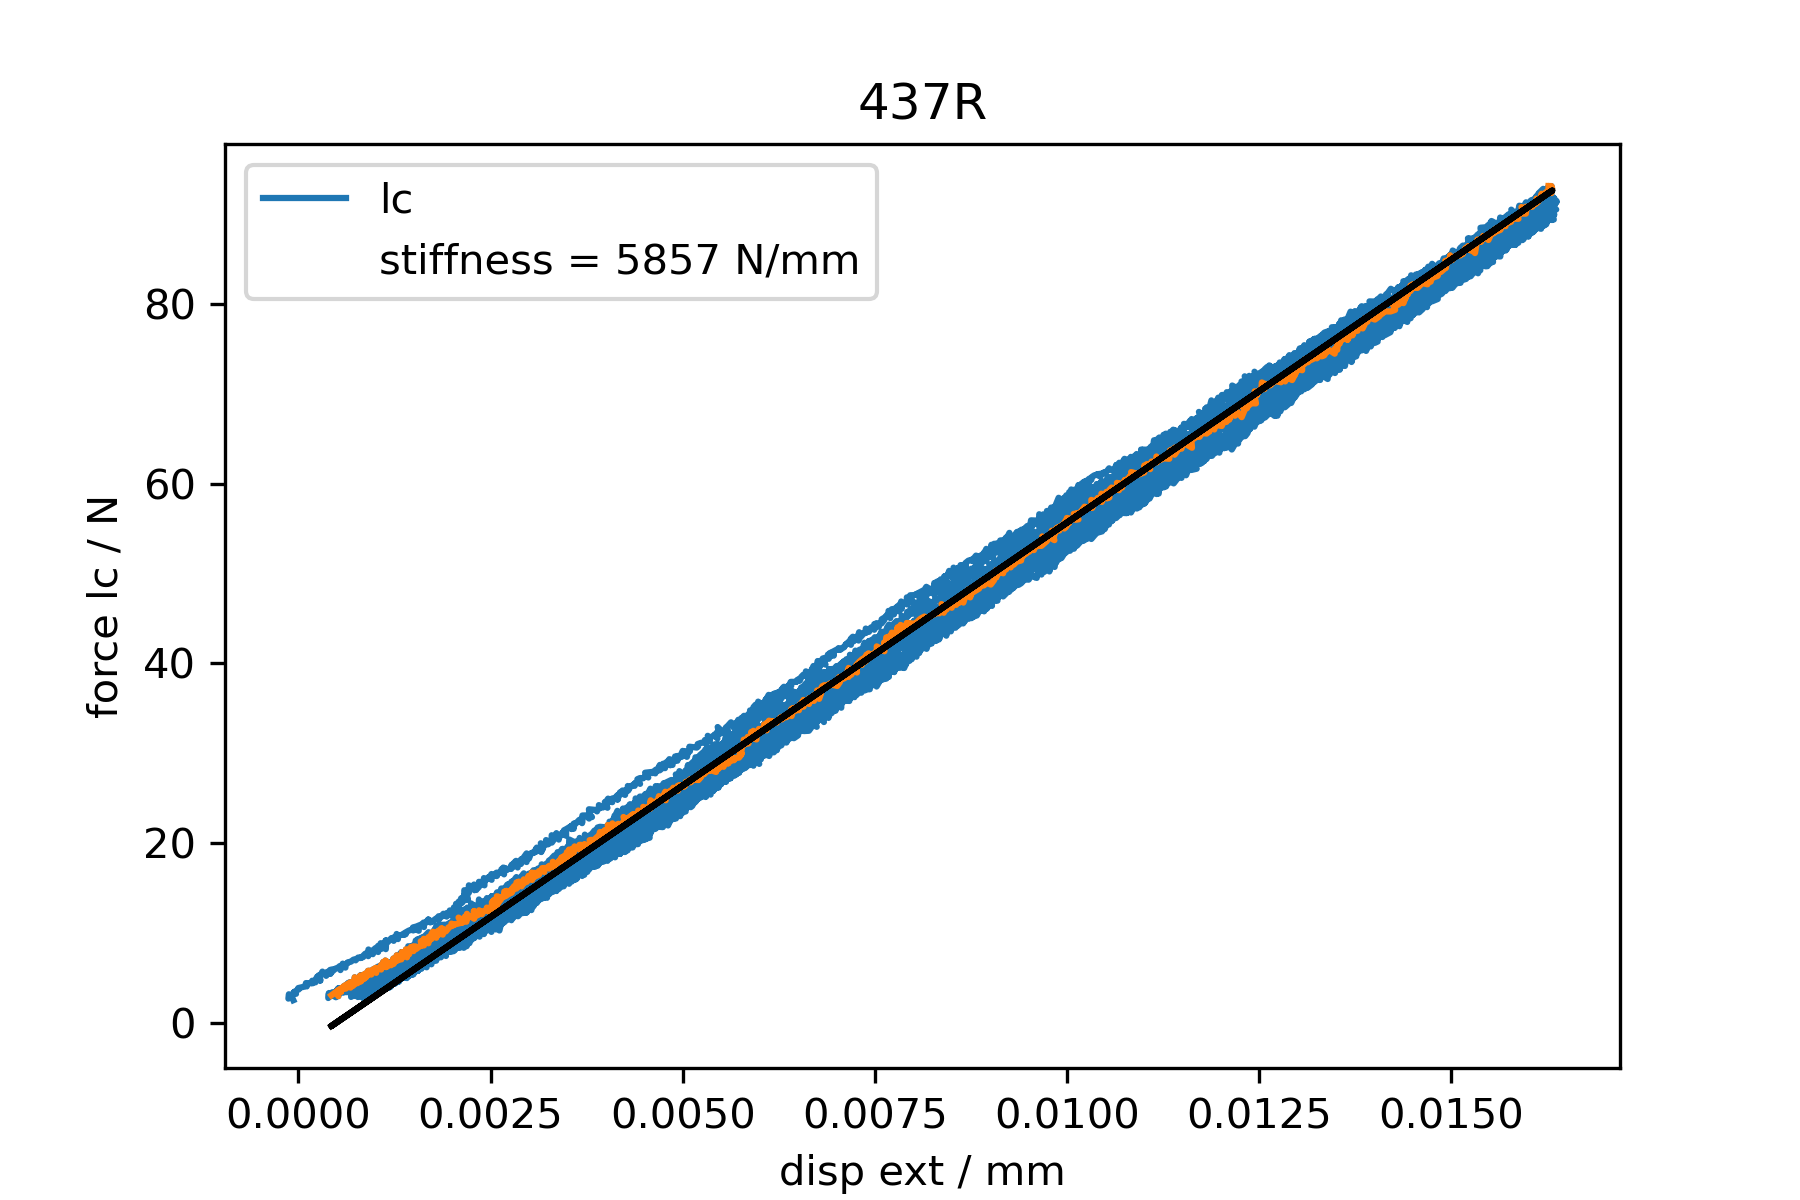 437R
lc
stiffness = 5857 N/mm
force lc / N
80
60
40
20
0
0.0000 0.0025 0.0050 0.0075 0.0100 0.0125 0.0150
disp ext / mm